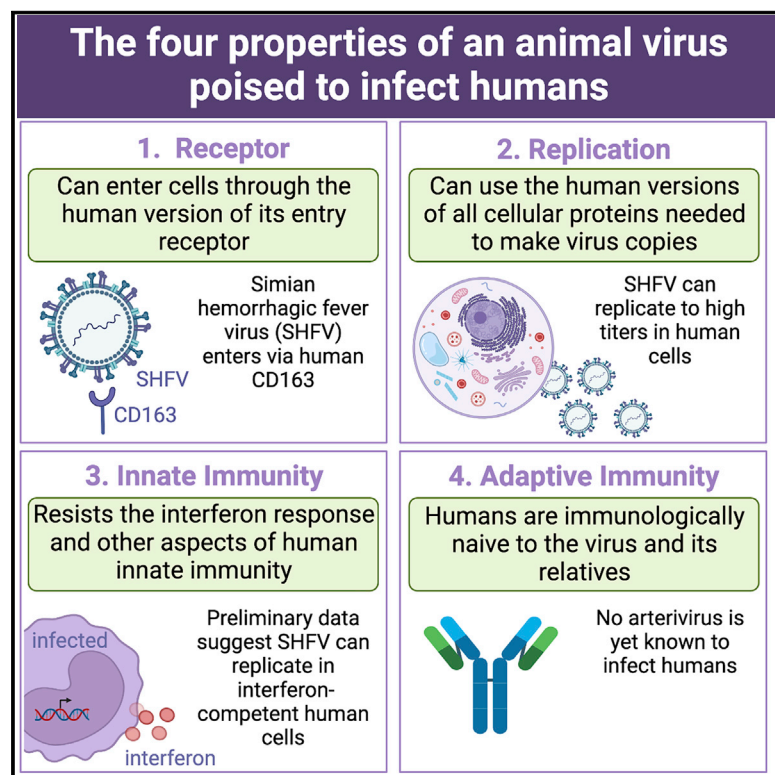 The four properties of an animal virus
poised to infect humans
1. Receptor
Can enter cells through the
human version of its entry
receptor
Simian
hemorrhagic fever
virus (SHFV)
enters via human
CD163
SHFV
CD163
2. Replication
Can use the human versions
of all cellular proteins needed
to make virus copies
SHFV can
replicate to high
titers in human
cells
3. Innate Immunity
Resists the interferon response
and other aspects of human
innate immunity
infected
Preliminary data
suggest SHFV can
replicate in
interferon-
competent human
cells
interferon
4. Adaptive Immunity
Humans are immunologically
naive to the virus and its
relatives
No arterivirus is
yet known to
infect humans